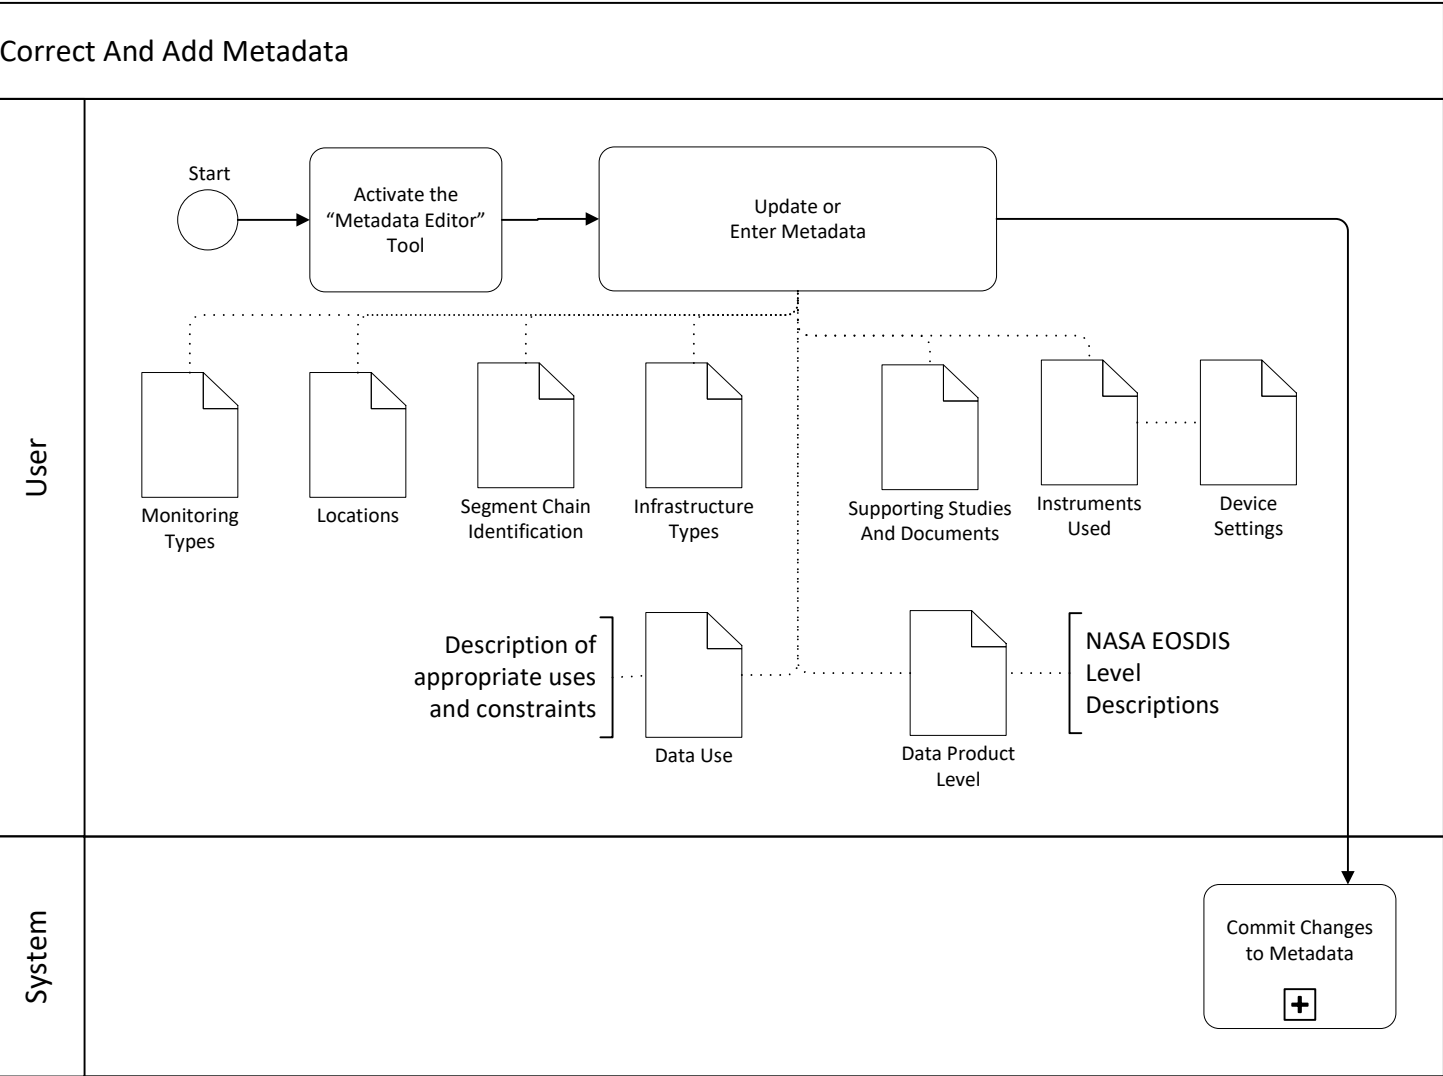 Correct And Add Metadata
User
Start
Activate the
“Metadata Editor”
Tool
Update or
Enter Metadata
Monitoring
Types
Locations
Segment Chain
Identification
Infrastructure
Types
Supporting Studies
And Documents
Instruments
Used
Device
Settings
Description of
appropriate uses
and constraints
Data Use
Data Product
Level
NASA EOSDIS
Level
Descriptions
System
Commit Changes
to Metadata